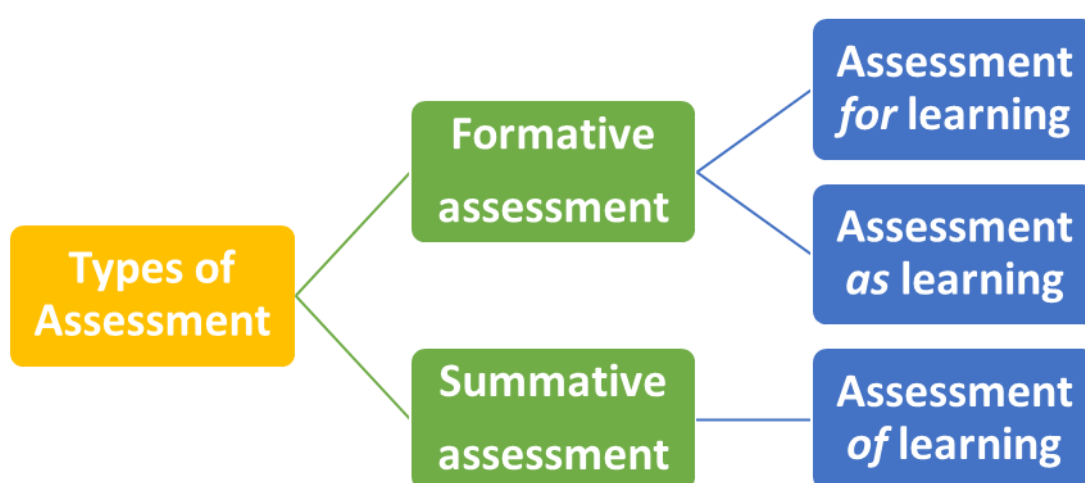 Types of
Assessment
Formative
assessment
Summative
assessment
Assessment
for learning
Assessment
as learning
Assessment
of learning